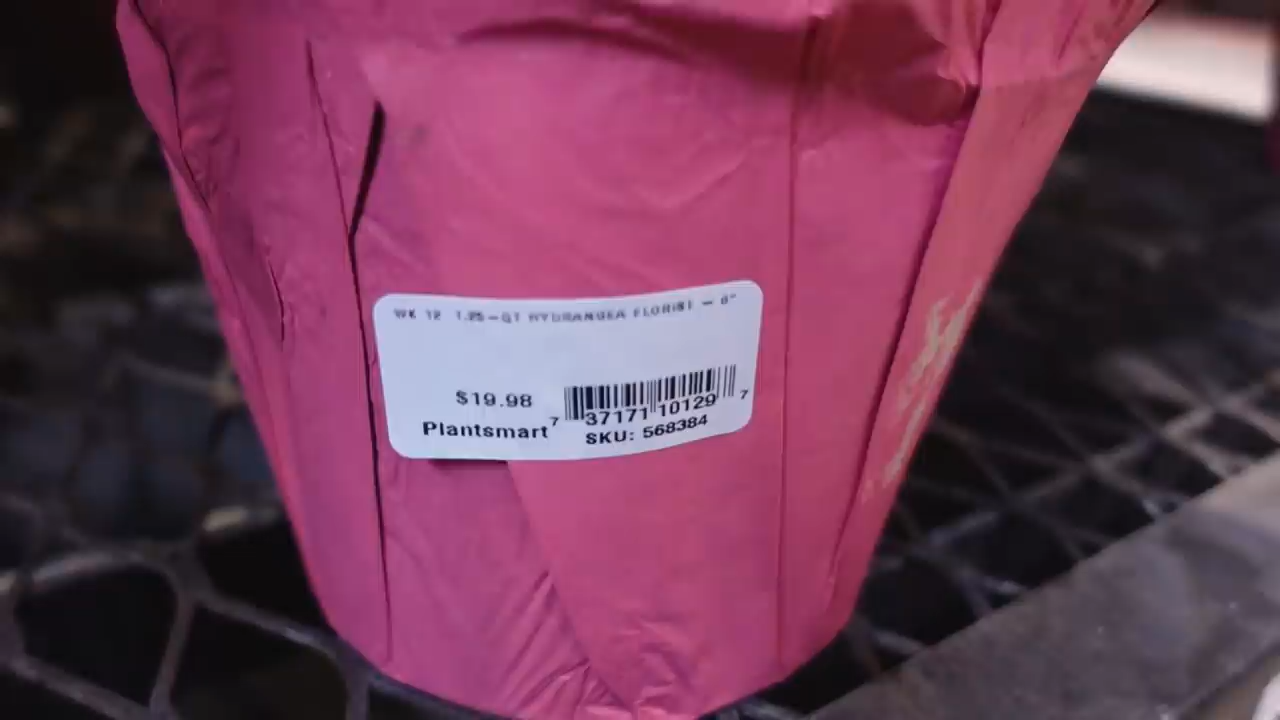 WK 12 1.25-QT HYDRANGEA FLORIST - 6"
$19.98
7 37171 10129 7
Plantsmart
SKU: 568384